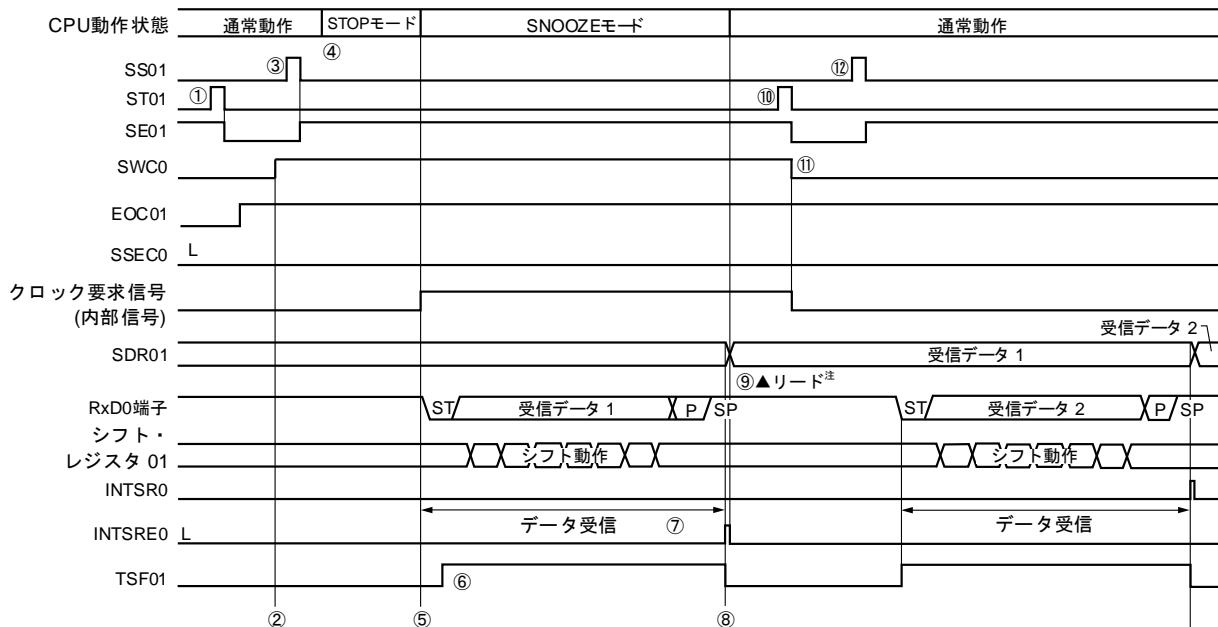 CPU動作状態 通常動作 STOPモード SNOOZEモード 通常動作
④
SS01 ③ ⑫
ST01 ① ⑩
SE01
SWC0 ⑪
EOC01
SSEC0 L
クロック要求信号
(内部信号)
受信データ 2
SDR01 受信データ 1
⑨▲リード注
RxD0端子 ST 受信データ 1 P SP ST 受信データ 2 P SP
シフト・
レジスタ 01 シフト動作 シフト動作
INTSR0
データ受信 ⑦ データ受信
INTSRE0 L
TSF01 ⑥
② ⑤ ⑧